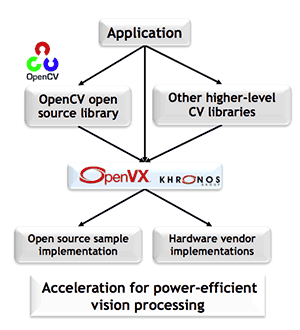 Application
OpenCV
OpenCV open
source library
Other higher-level
CV libraries
OpenVX
KHRONOS
GROUP
Open source sample
implementation
Hardware vendor
implementations
Acceleration for power-efficient
vision processing